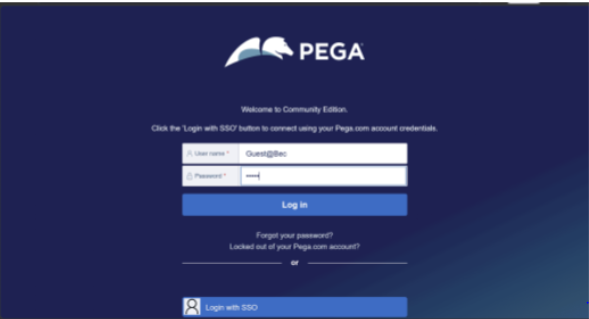 PEGA
Welcome to Community Edition.
Click the 'Login with SSO' button to connect using your Pega.com account credentials.
User name * Guest@Bec
Password *
Log in
Forgot your password?
Locked out of your Pega.com account?
or
Login with SSO